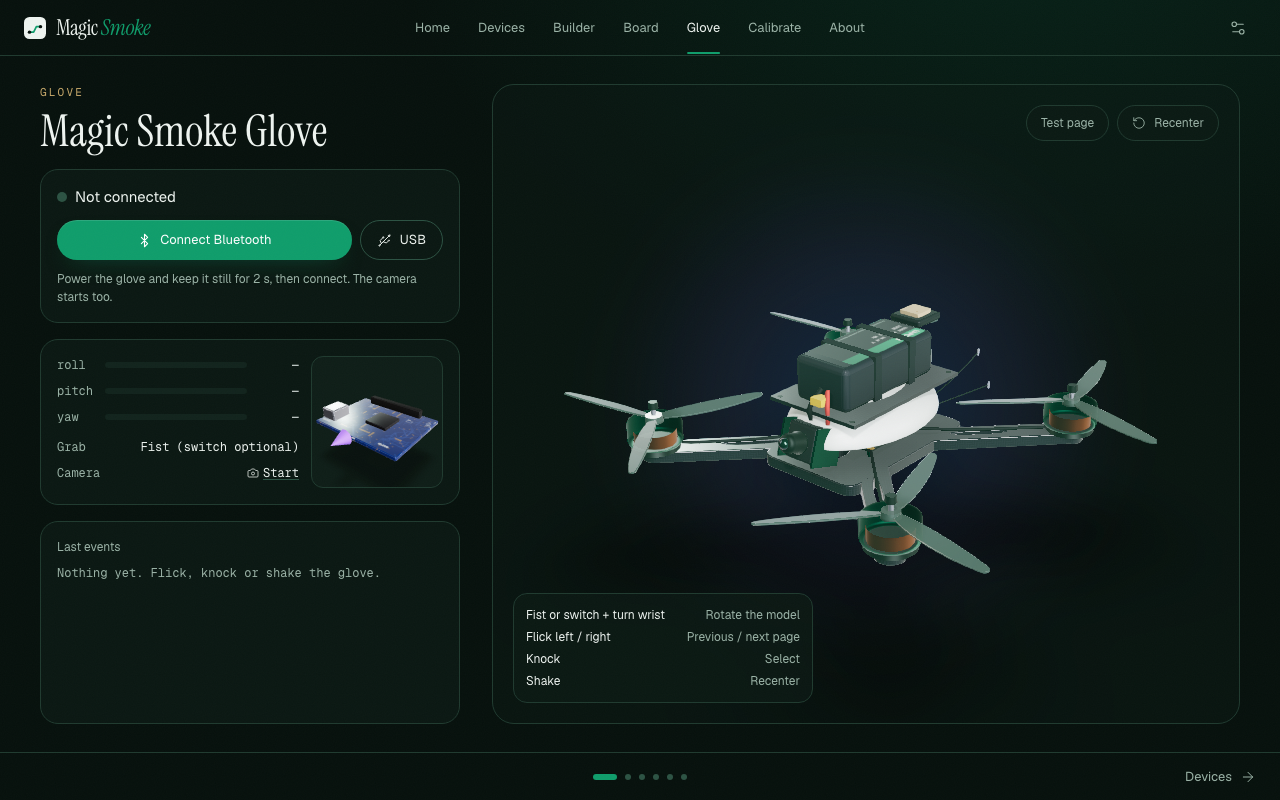 Magic Smoke
Home
Devices
Builder
Board
Glove
Calibrate
About
GLOVE
Magic Smoke Glove
Not connected
Connect Bluetooth
USB
Power the glove and keep it still for 2 s, then connect. The camera
starts too.
roll –
pitch –
yaw –
Grab Fist (switch optional)
Camera Start
Last events
Nothing yet. Flick, knock or shake the glove.
Test page
Recenter
Fist or switch + turn wrist Rotate the model
Flick left / right Previous / next page
Knock Select
Shake Recenter
Devices